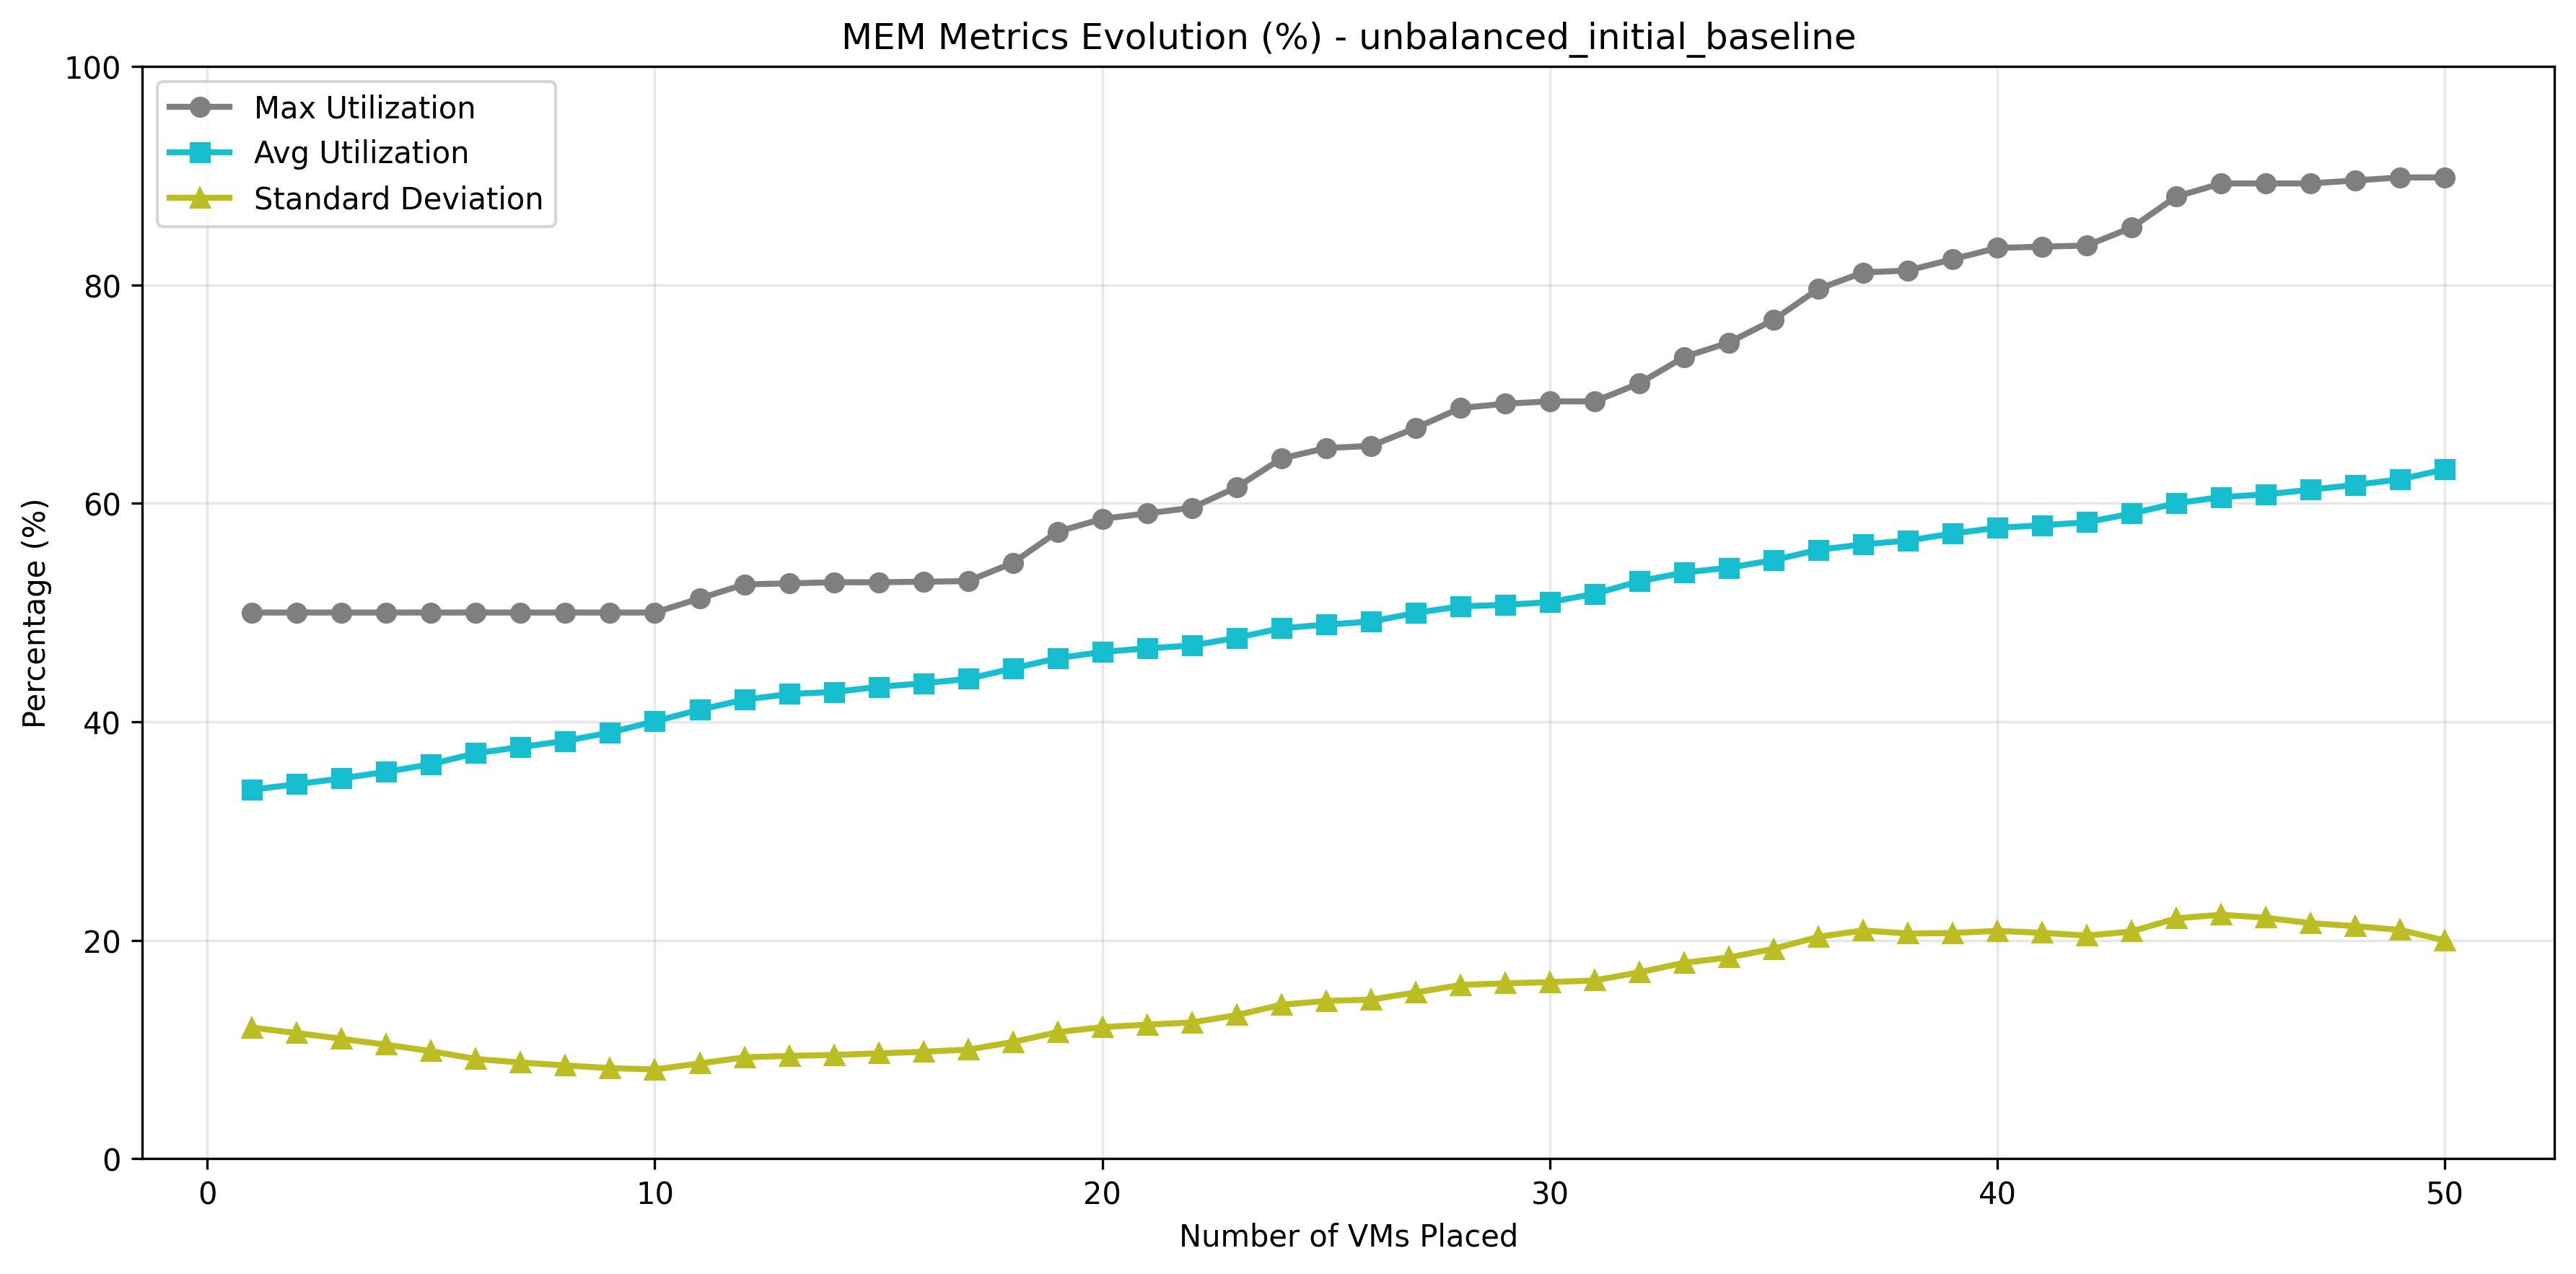 MEM Metrics Evolution (%) - unbalanced_initial_baseline
Max Utilization
Avg Utilization
Standard Deviation
Percentage (%)
100
80
60
40
20
0
0 10 20 30 40 50
Number of VMs Placed